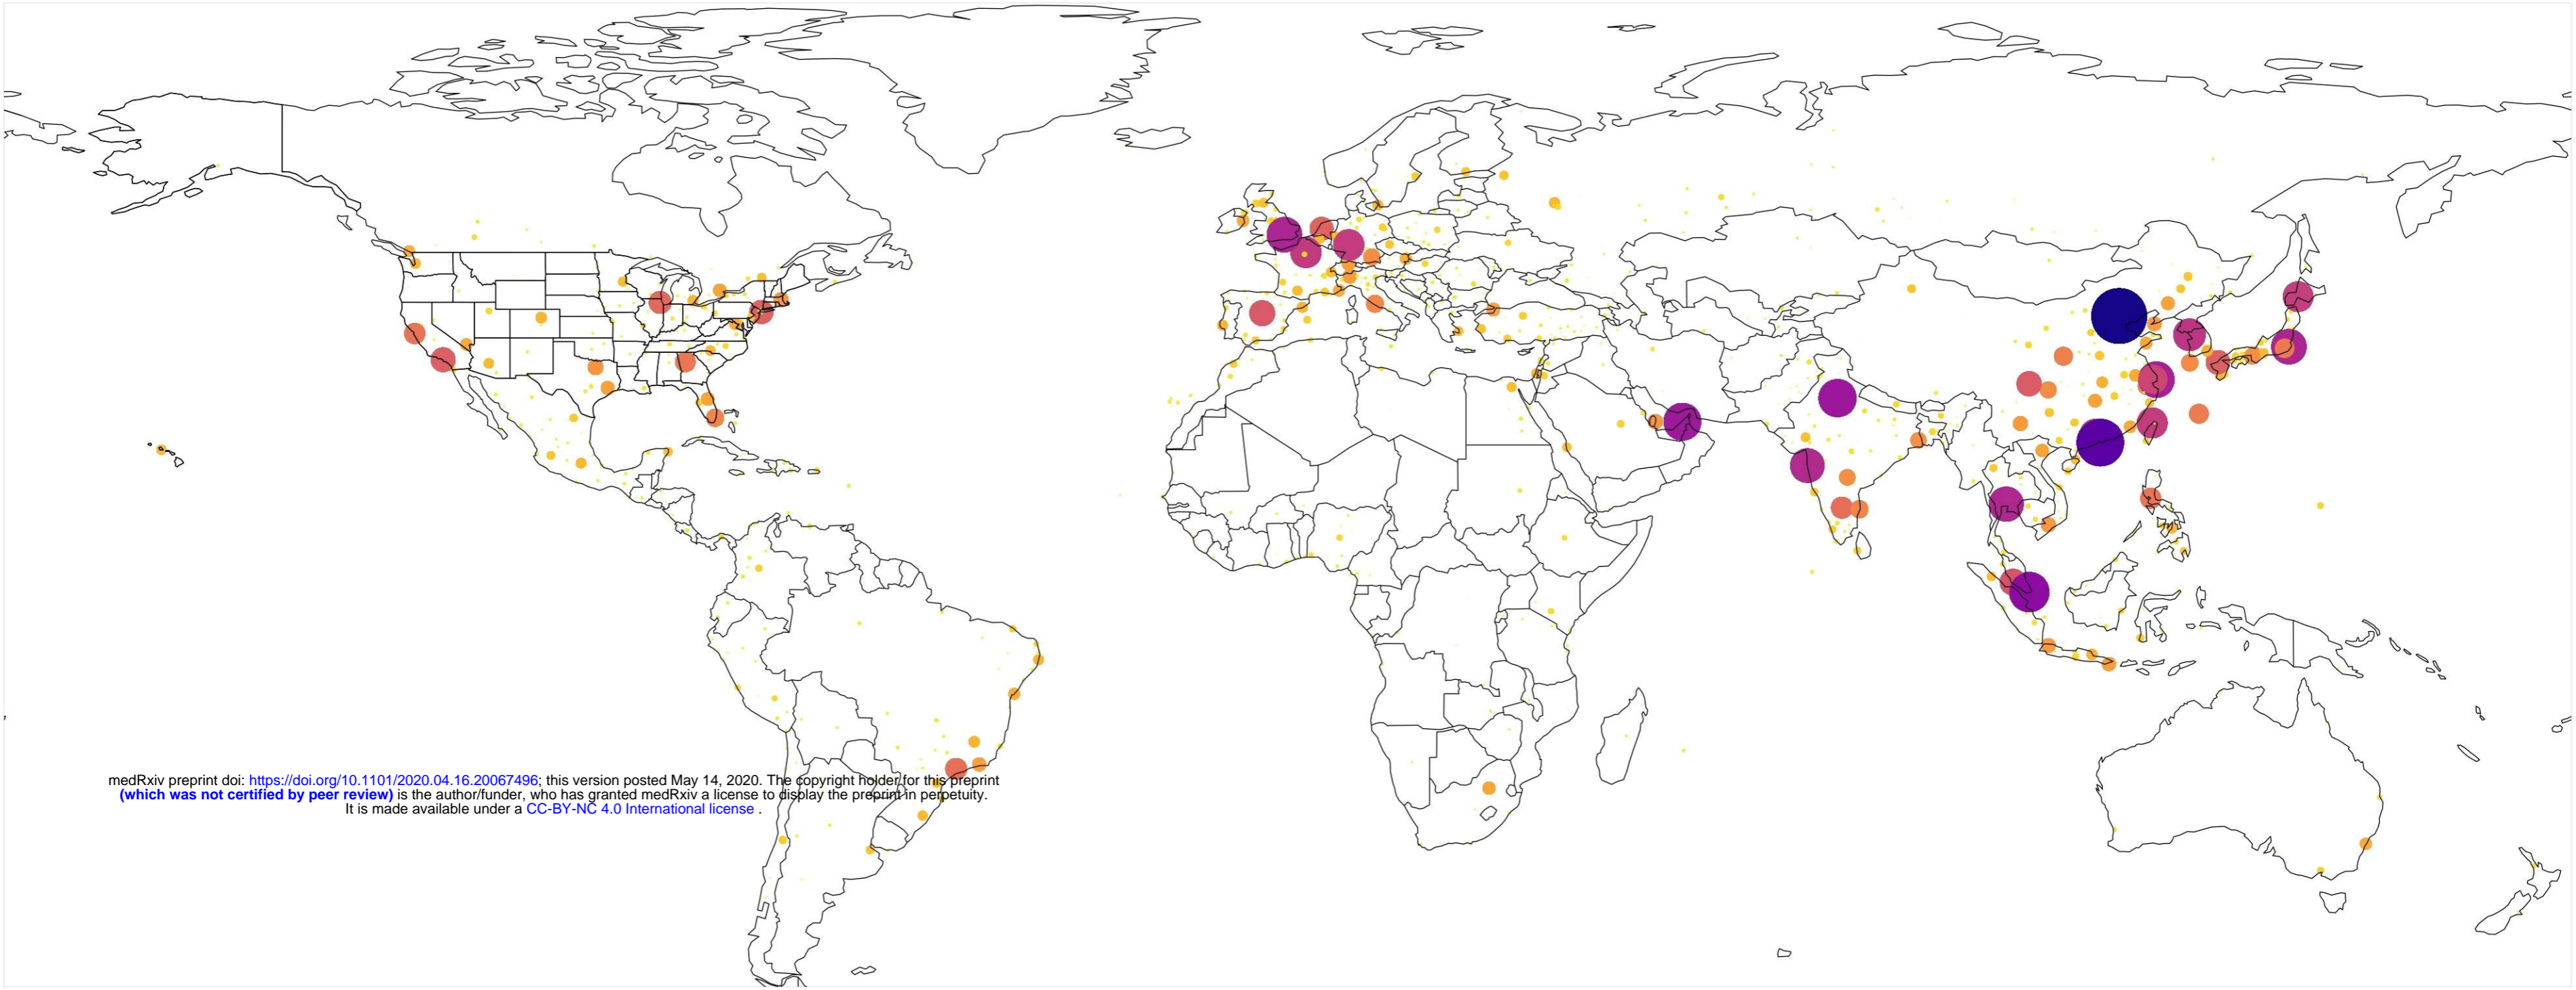 medRxiv preprint doi: https://doi.org/10.1101/2020.04.16.20067496; this version posted May 14, 2020. The copyright holder for this preprint
(which was not certified by peer review) is the author/funder, who has granted medRxiv a license to display the preprint in perpetuity.
It is made available under a CC-BY-NC 4.0 International license .